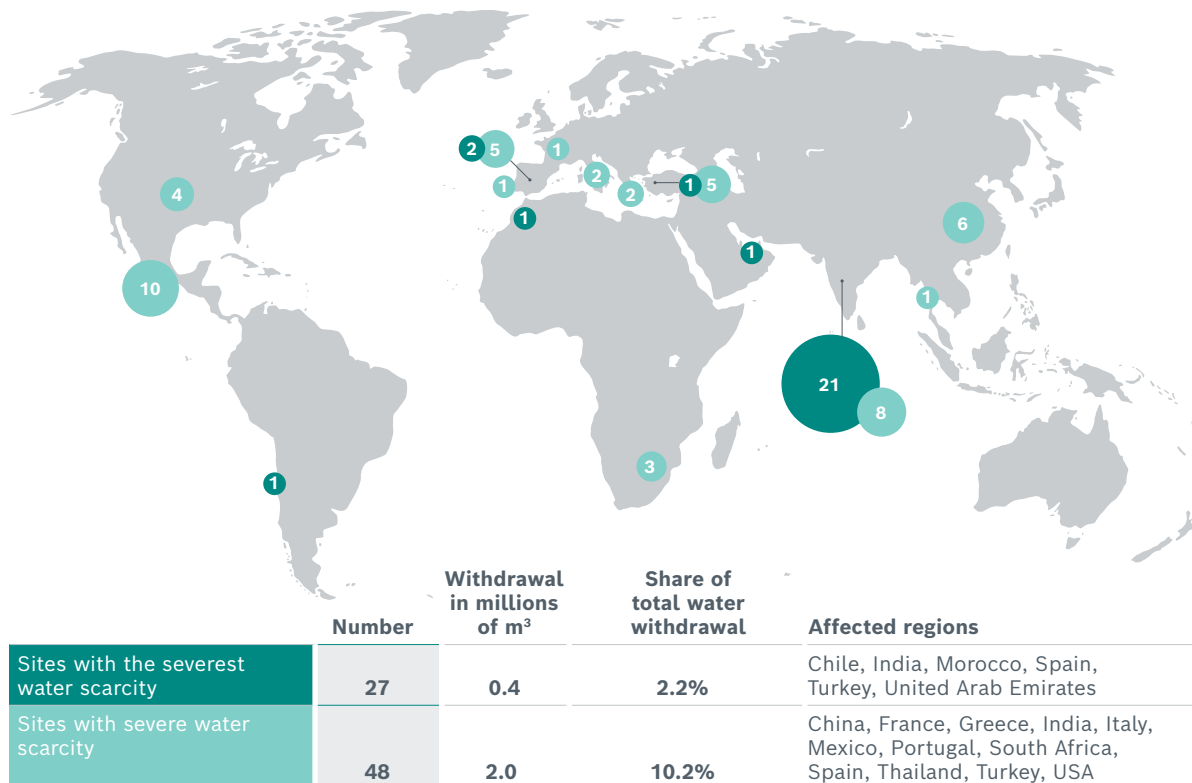 2
5
1
1
2
2
1
5
4
1
6
1
10
1
21
8
3
1
Withdrawal
in millions
of m³
Share of
total water
withdrawal
Number
Affected regions
Sites with the severest
water scarcity
27
0.4
2.2%
Chile, India, Morocco, Spain,
Turkey, United Arab Emirates
Sites with severe water
scarcity
48
2.0
10.2%
China, France, Greece, India, Italy,
Mexico, Portugal, South Africa,
Spain, Thailand, Turkey, USA